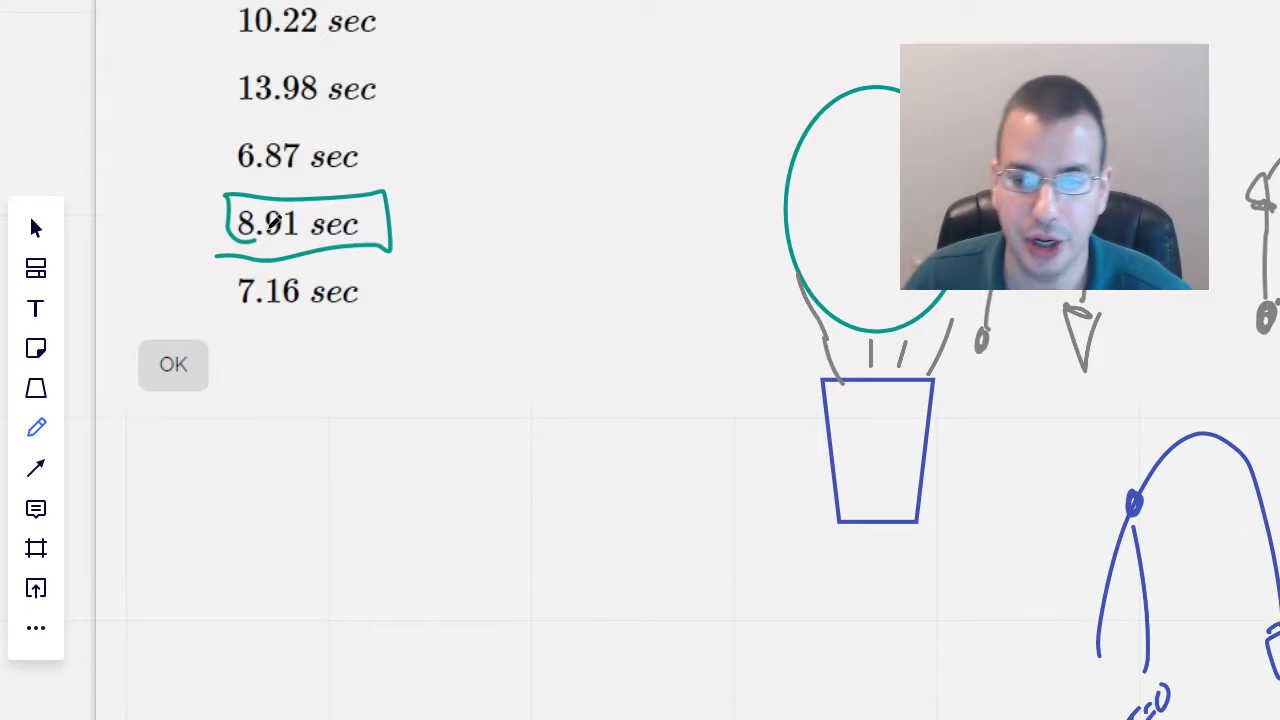 10.22 sec
13.98 sec
6.87 sec
8.91 sec
7.16 sec
OK
T